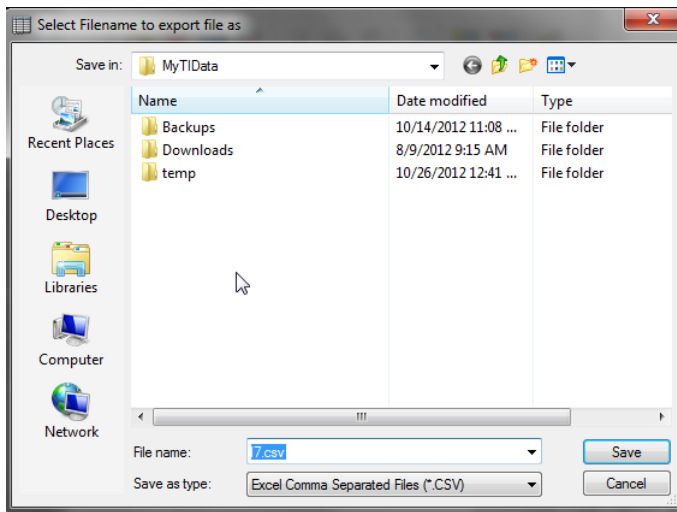 Select Filename to export file as
Save in: MyTIData
Name Date modified Type
Backups 10/14/2012 11:08 ... File folder
Downloads 8/9/2012 9:15 AM File folder
temp 10/26/2012 12:41 ... File folder
Recent Places
Desktop
Libraries
Computer
Network
File name: l7.csv Save
Save as type: Excel Comma Separated Files (*.CSV) Cancel